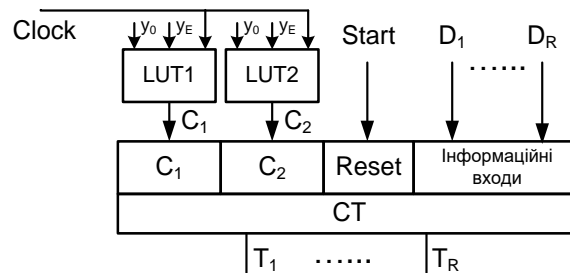 Clock
y0 yE y0 yE
Start
D1 …… DR
LUT1
LUT2
C1
C2
C1
C2
Reset
Інформаційні
входи
CT
T1 …… TR